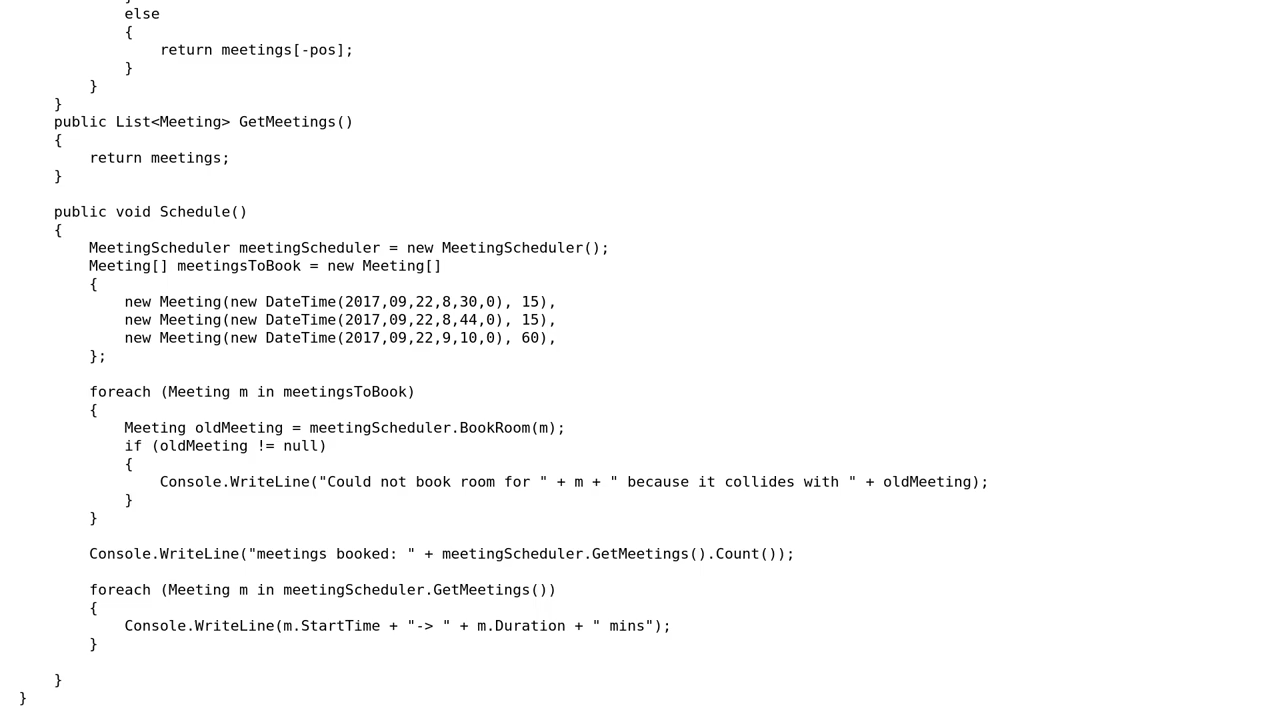 }
else
{
return meetings[-pos];
}
}
}
public List<Meeting> GetMeetings()
{
return meetings;
}
public void Schedule()
{
MeetingScheduler meetingScheduler = new MeetingScheduler();
Meeting[] meetingsToBook = new Meeting[]
{
new Meeting(new DateTime(2017,09,22,8,30,0), 15),
new Meeting(new DateTime(2017,09,22,8,44,0), 15),
new Meeting(new DateTime(2017,09,22,9,10,0), 60),
};
foreach (Meeting m in meetingsToBook)
{
Meeting oldMeeting = meetingScheduler.BookRoom(m);
if (oldMeeting != null)
{
Console.WriteLine("Could not book room for " + m + " because it collides with " + oldMeeting);
}
}
Console.WriteLine("meetings booked: " + meetingScheduler.GetMeetings().Count());
foreach (Meeting m in meetingScheduler.GetMeetings())
{
Console.WriteLine(m.StartTime + "-> " + m.Duration + " mins");
}
}
}